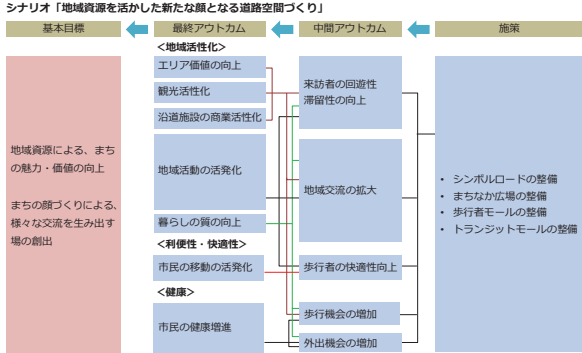 シナリオ「地域資源を活かした新たな顔となる道路空間づくり」
基本目標
最終アウトカム
中間アウトカム
施策
地域資源による、まち
の魅力・価値の向上
まちの顔づくりによる、
様々な交流を生み出す
場の創出
<地域活性化>
エリア価値の向上
観光活性化
沿道施設の商業活性化
地域活動の活発化
暮らしの質の向上
<利便性・快適性>
市民の移動の活発化
<健康>
市民の健康増進
来訪者の回遊性
滞留性の向上
地域交流の拡大
歩行者の快適性向上
歩行機会の増加
外出機会の増加
• シンボルロードの整備
• まちなか広場の整備
• 歩行者モールの整備
• トランジットモールの整備